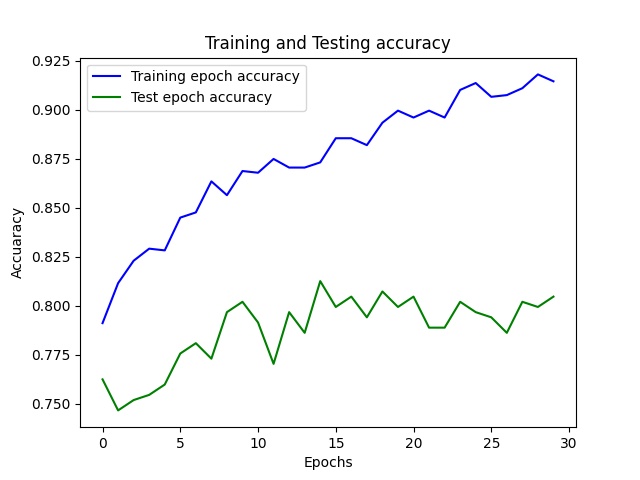 Training and Testing accuracy
Training epoch accuracy
Test epoch accuracy
0.925
0.900
0.875
0.850
0.825
0.800
0.775
0.750
Accuaracy
0 5 10 15 20 25 30
Epochs